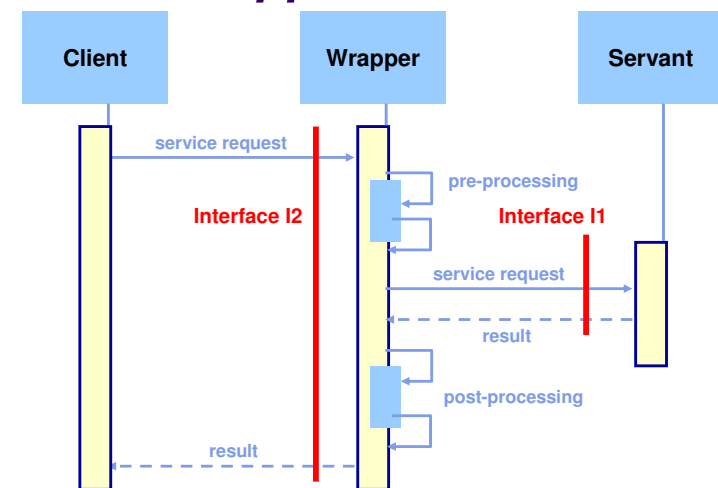 Client
Wrapper
Servant
service request
pre-processing
Interface I2
Interface I1
service request
result
post-processing
result